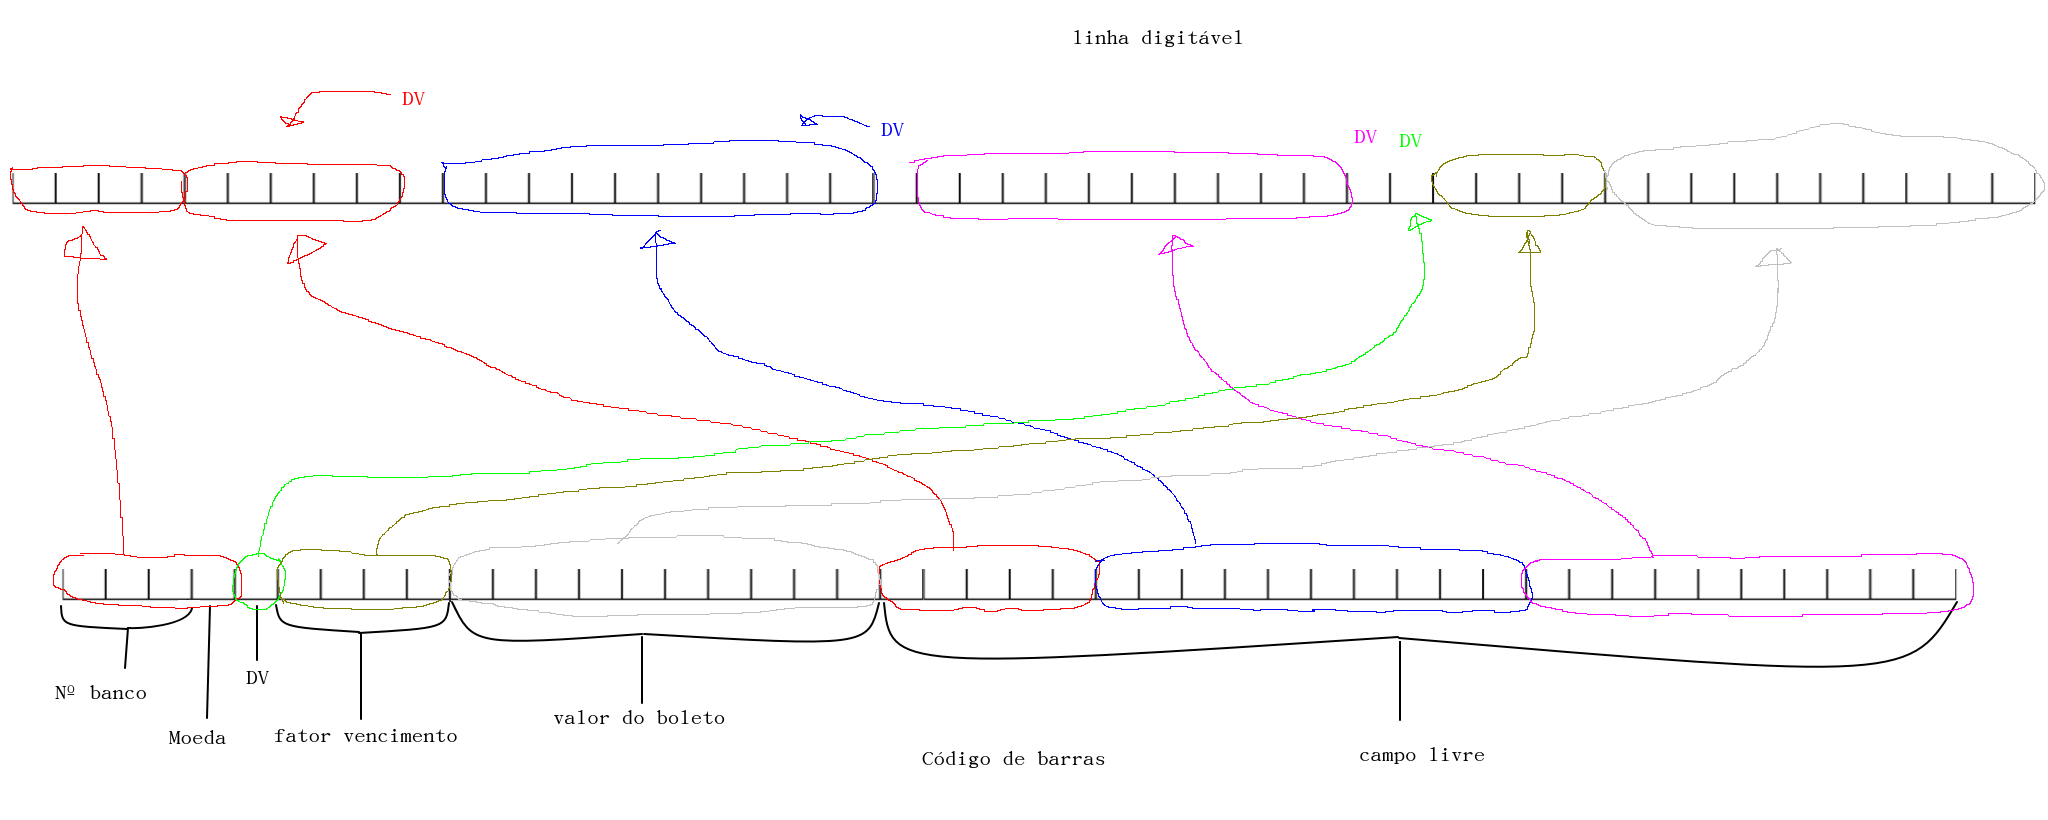 linha digitável
DV
DV
DV
DV
DV
Nº banco
Moeda
fator vencimento
valor do boleto
Código de barras
campo livre